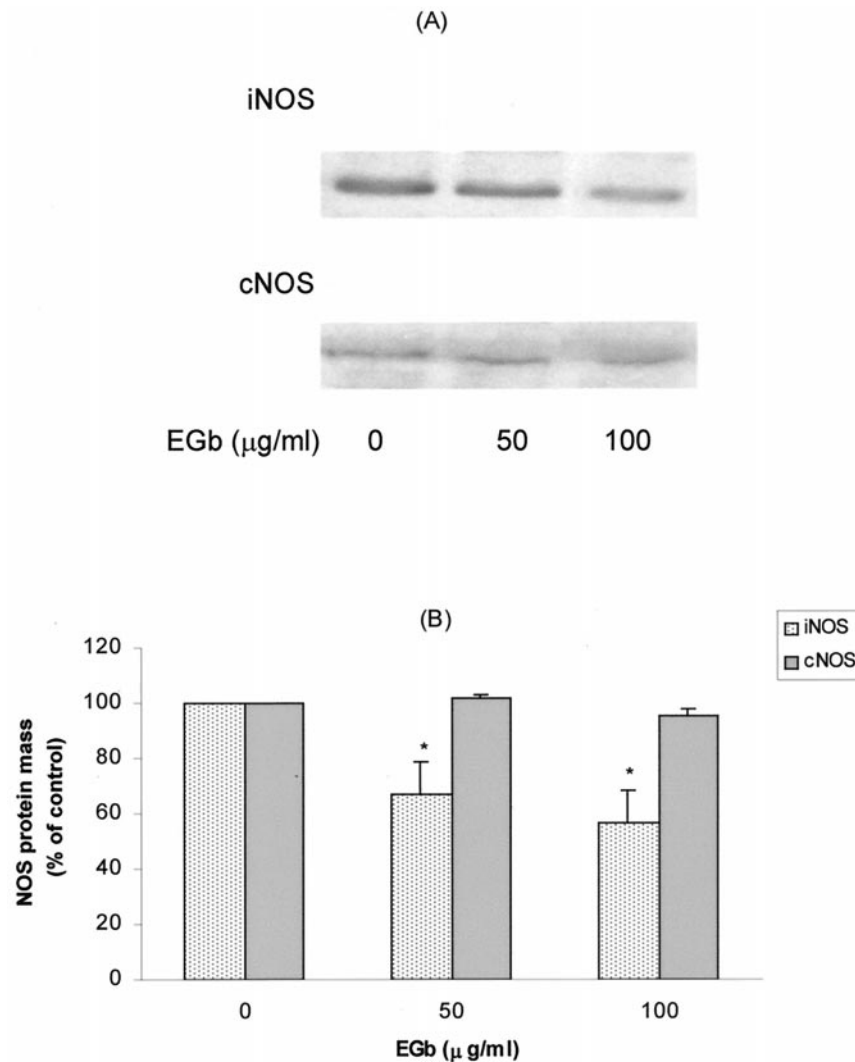 (A)
iNOS
cNOS
EGb (μg/ml) 0 50 100
(B)
iNOS
cNOS
NOS protein mass
(% of control)
120
100
80
60
40
20
0
*
*
0 50 100
EGb (μ g/ml)